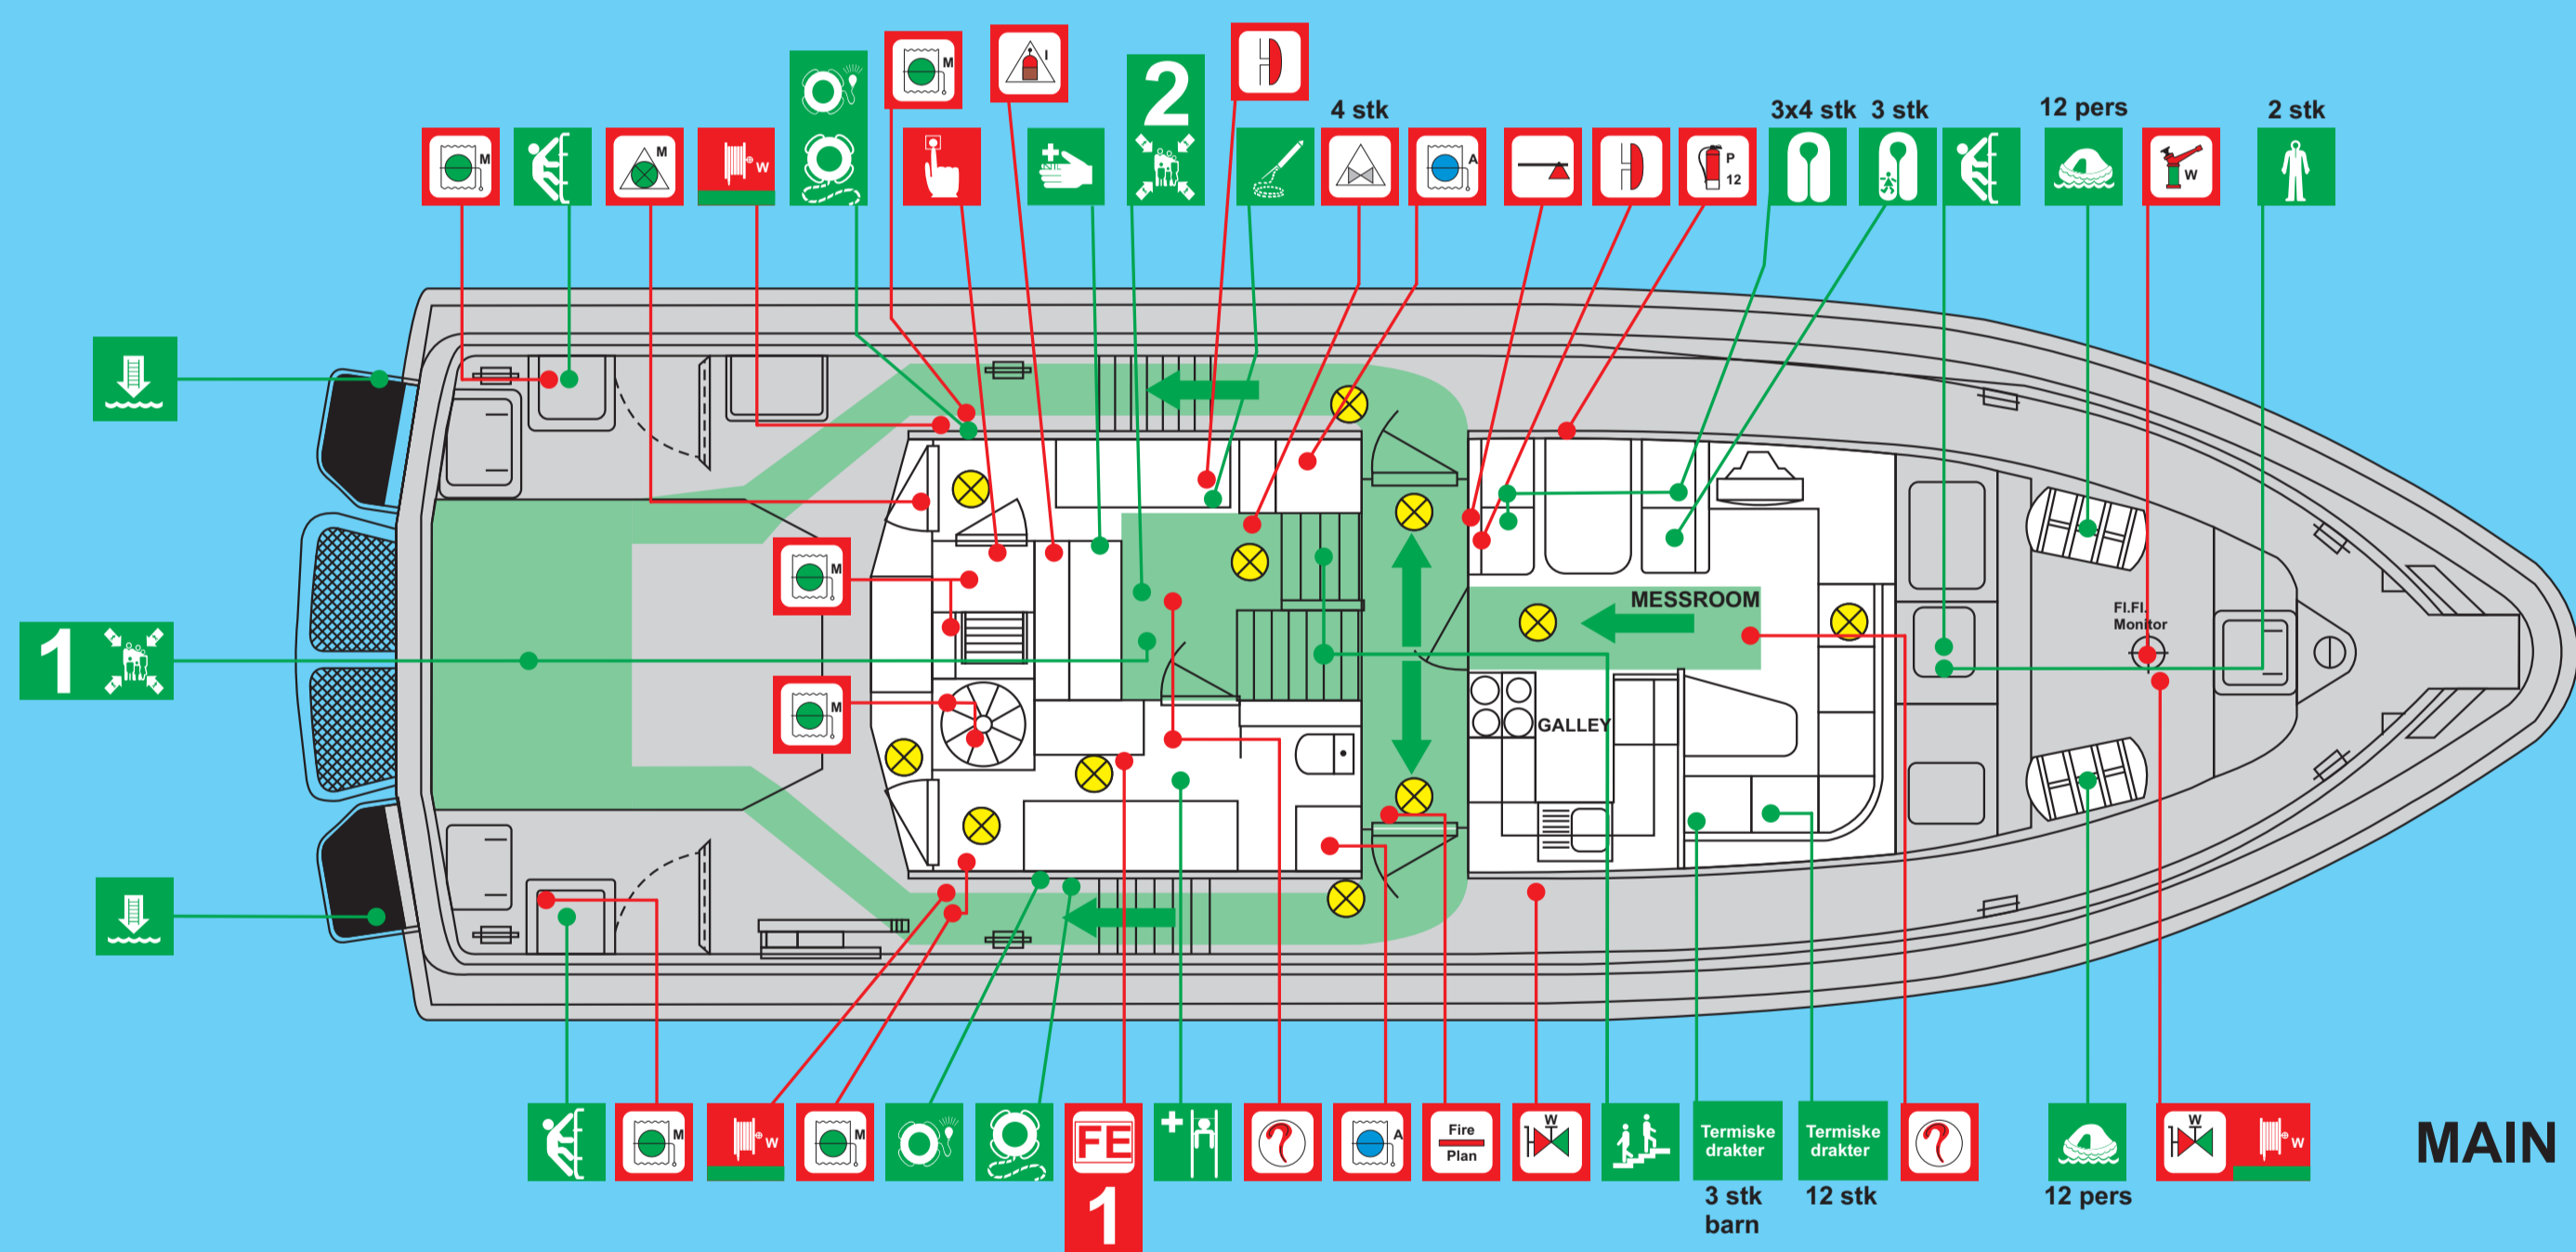 4 stk
3x4 stk
3 stk
12 pers
2 stk
M
I
2
M
M
W
A
P
12
W
1
M
M
MESSROOM
GALLEY
FI.FI.
Monitor
M
W
M
FE
1
A
Fire
Plan
W
Termiske
drakter
3 stk
barn
Termiske
drakter
12 stk
12 pers
W
W
MAIN